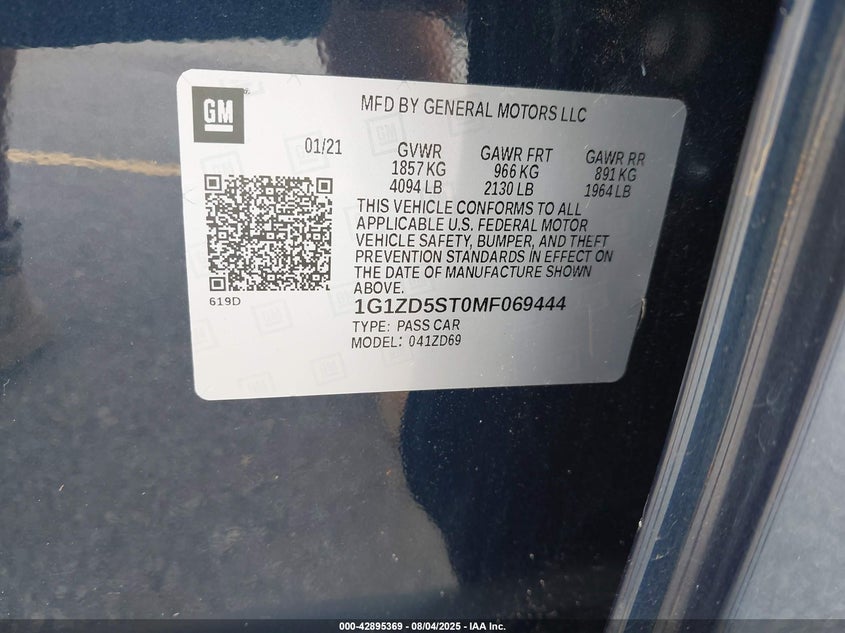 GM
MFD BY GENERAL MOTORS LLC
01/21
GVWR GAWR FRT GAWR RR
1857 KG 966 KG 891 KG
4094 LB 2130 LB 1964 LB
THIS VEHICLE CONFORMS TO ALL
APPLICABLE U.S. FEDERAL MOTOR
VEHICLE SAFETY, BUMPER, AND THEFT
PREVENTION STANDARDS IN EFFECT ON
THE DATE OF MANUFACTURE SHOWN
ABOVE.
619D
1G1ZD5ST0MF069444
TYPE: PASS CAR
MODEL: 041ZD69
000-42895369 - 08/04/2025 - IAA Inc.